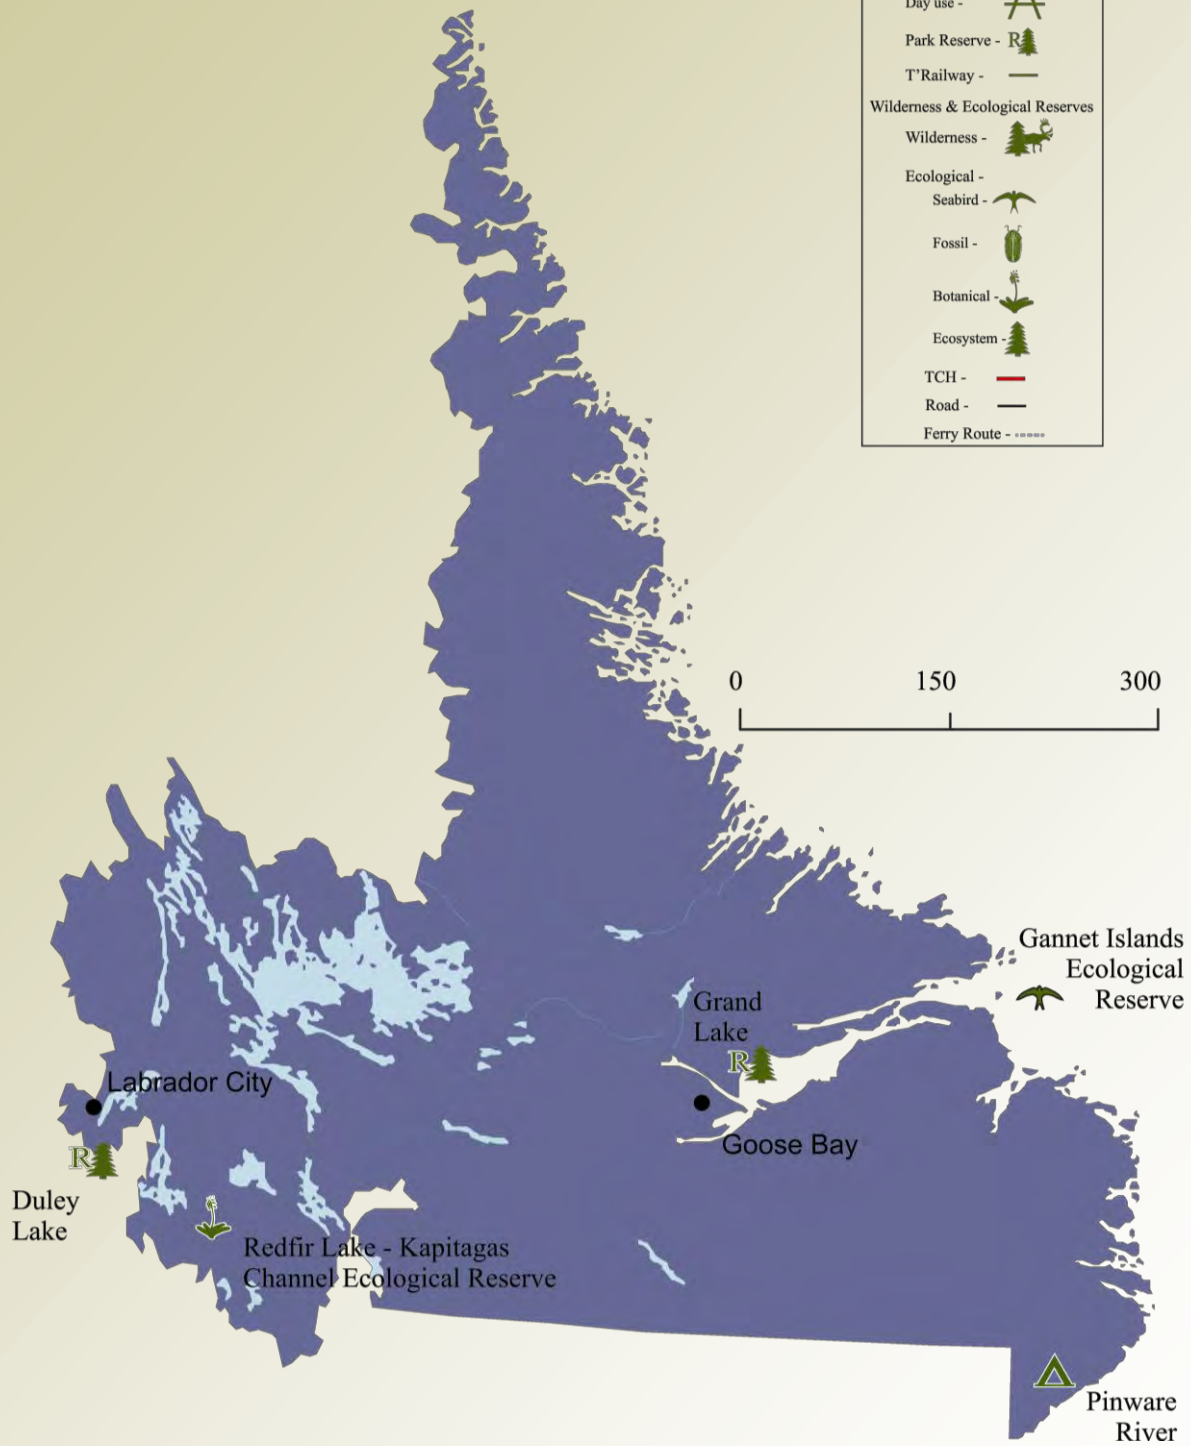 Day use -
Park Reserve - R
T'Railway -
Wilderness & Ecological Reserves
Wilderness -
Ecological -
Seabird -
Fossil -
Botanical -
Ecosystem -
TCH -
Road -
Ferry Route -
0 150 300
Gannet Islands
Ecological
Reserve
Grand
Lake
R
Labrador City
Goose Bay
R
Duley
Lake
Redfir Lake - Kapitagas
Channel Ecological Reserve
Pinware
River